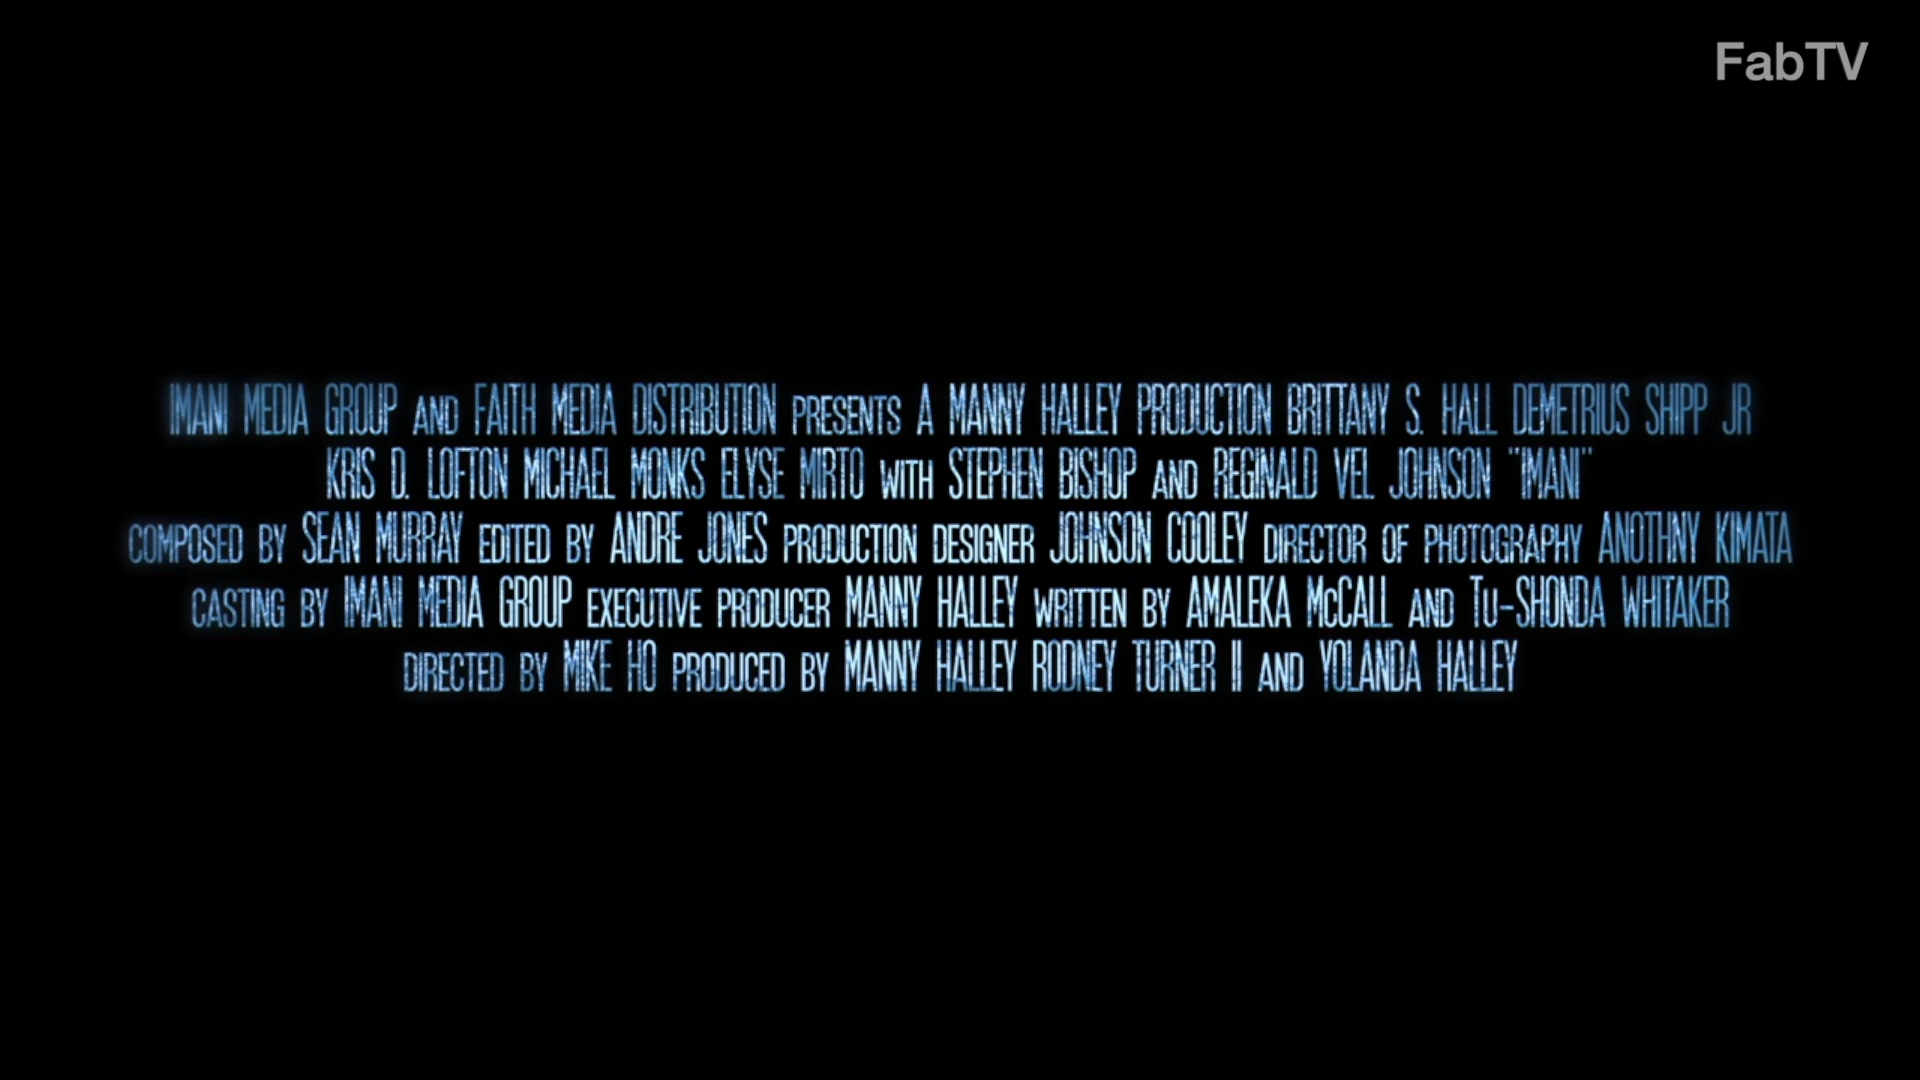 FabTV
IMANI MEDIA GROUP AND FAITH MEDIA DISTRIBUTION PRESENTS A MANNY HALLEY PRODUCTION BRITTANY S. HALL DEMETRIUS SHIPP JR
KRIS D. LOFTON MICHAEL MONKS ELYSE MIRTO WITH STEPHEN BISHOP AND REGINALD VEL JOHNSON "IMANI"
COMPOSED BY SEAN MURRAY EDITED BY ANDRE JONES PRODUCTION DESIGNER JOHNSON COOLEY DIRECTOR OF PHOTOGRAPHY ANOTHNY KIMATA
CASTING BY IMANI MEDIA GROUP EXECUTIVE PRODUCER MANNY HALLEY WRITTEN BY AMALEKA McCALL AND Tu-SHONDA WHITAKER
DIRECTED BY MIKE HO PRODUCED BY MANNY HALLEY RODNEY TURNER II AND YOLANDA HALLEY